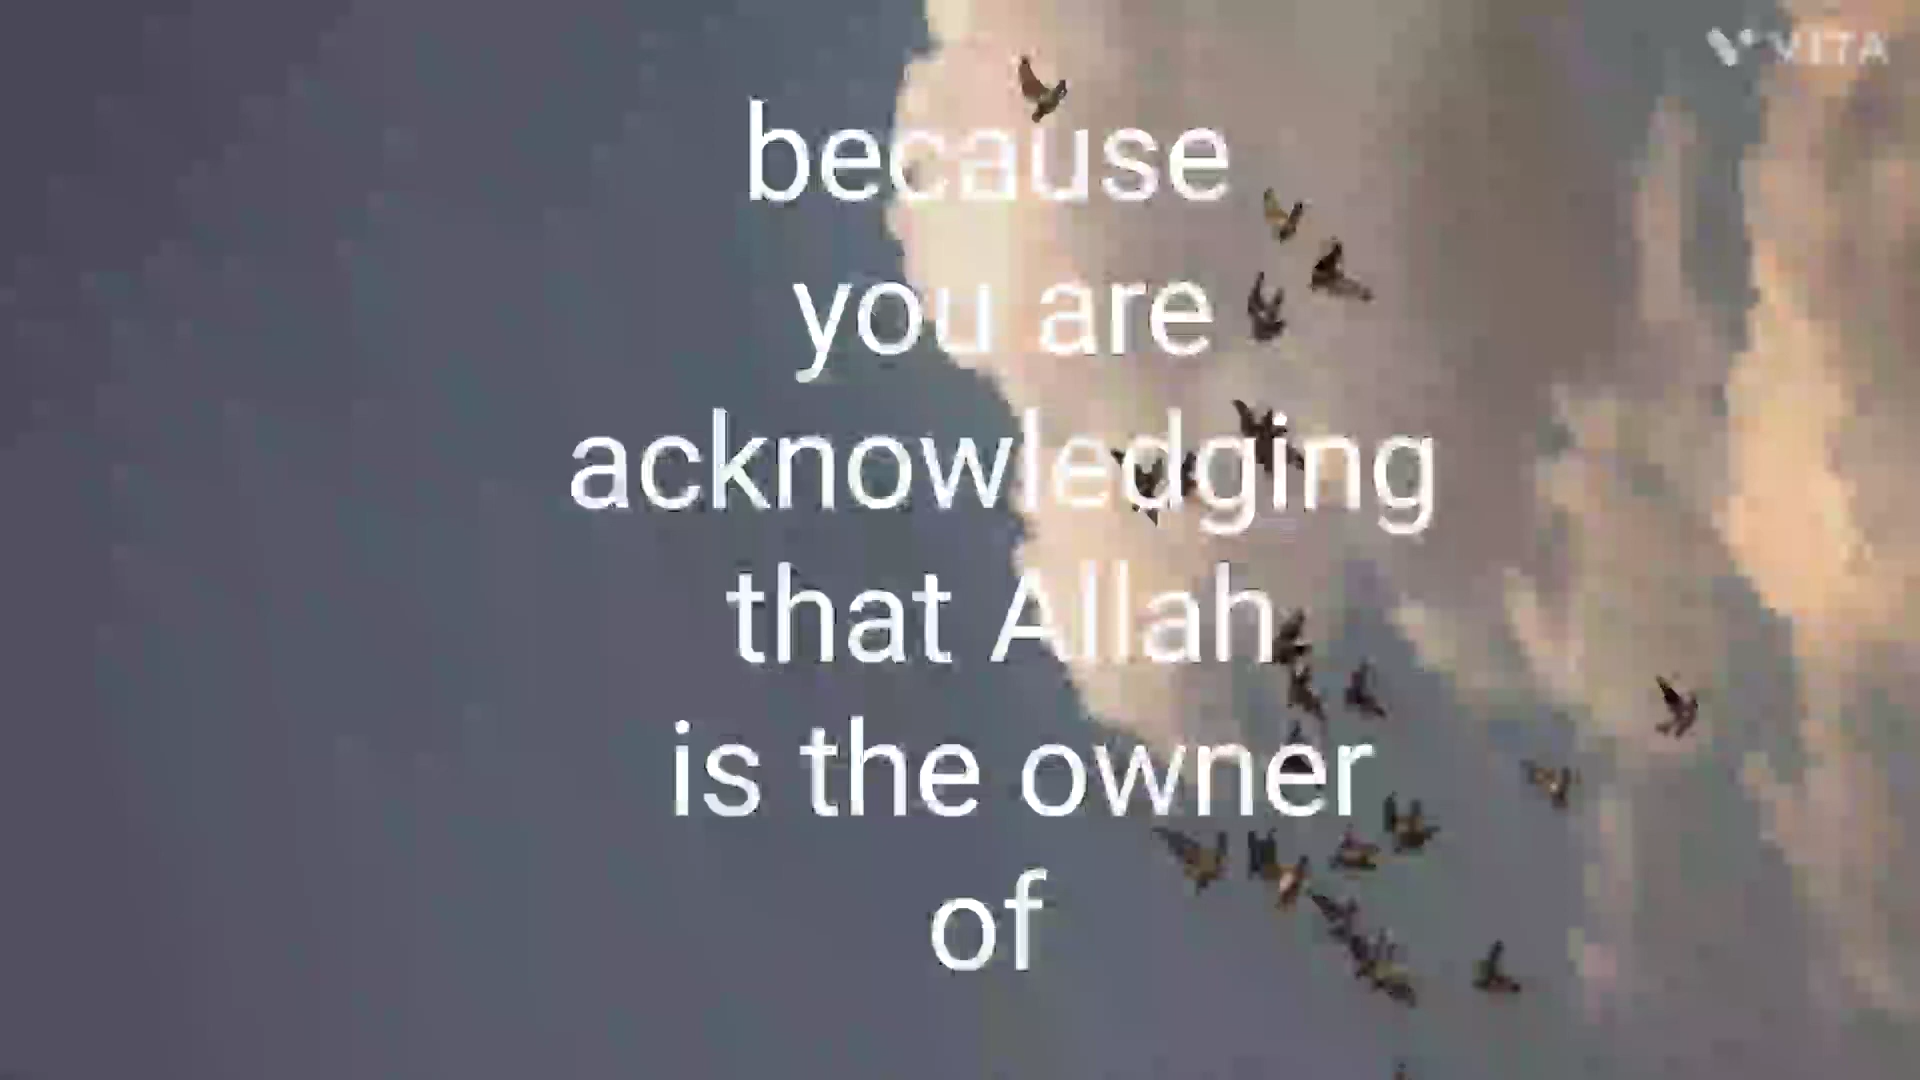 VITA
because
you are
acknowledging
that Allah
is the owner
of